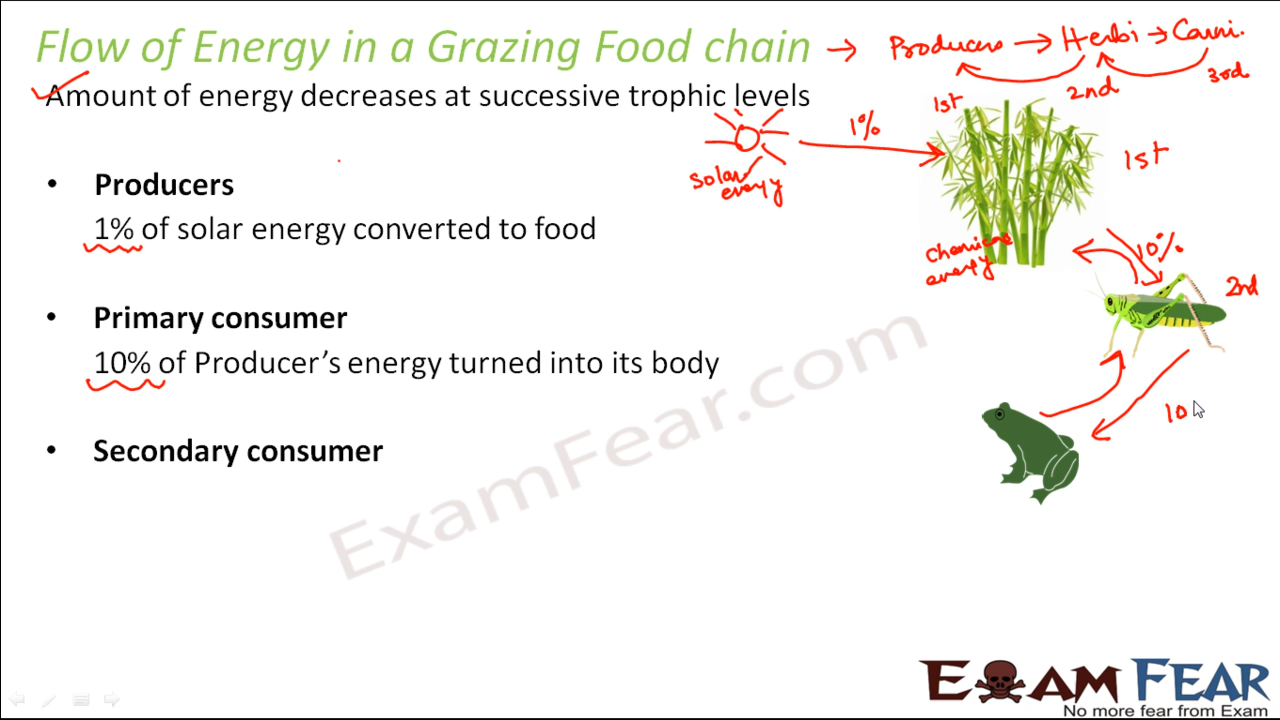 Flow of Energy in a Grazing Food chain → Producers → Herbi → Carni.
1st 2nd 3rd
Amount of energy decreases at successive trophic levels
1%
solar
energy
1st
• Producers
1% of solar energy converted to food
Chemical
energy
10%
2nd
• Primary consumer
10% of Producer's energy turned into its body
10
• Secondary consumer
ExamFear.com
EXAM FEAR
No more fear from Exam